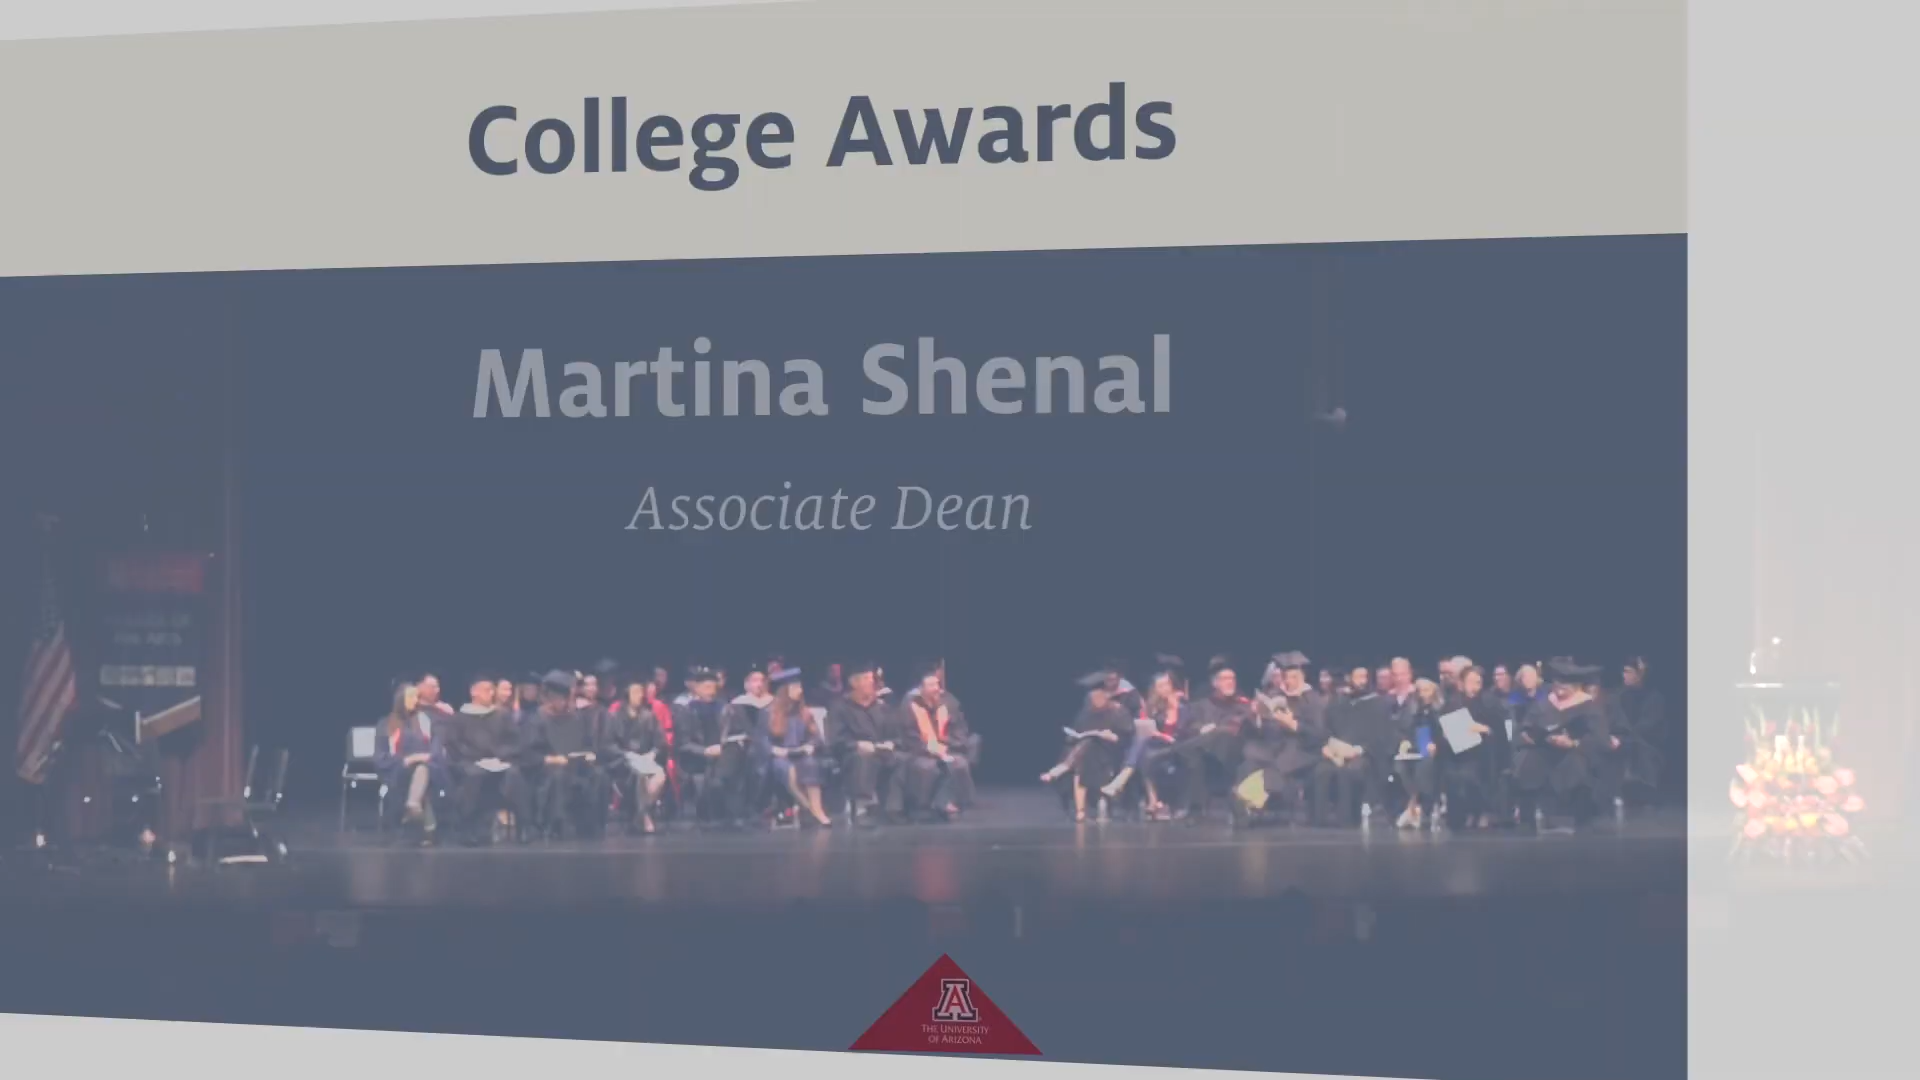 College Awards
Martina Shenal
Associate Dean
THE UNIVERSITY
OF ARIZONA